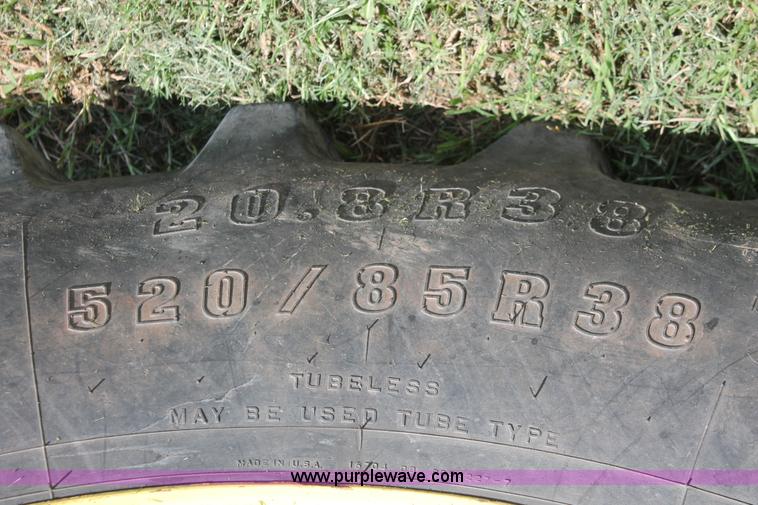 20.8R38
520/85R38
TUBELESS
MAY BE USED TUBE TYPE
MADE IN U.S.A.
www.purplewave.com